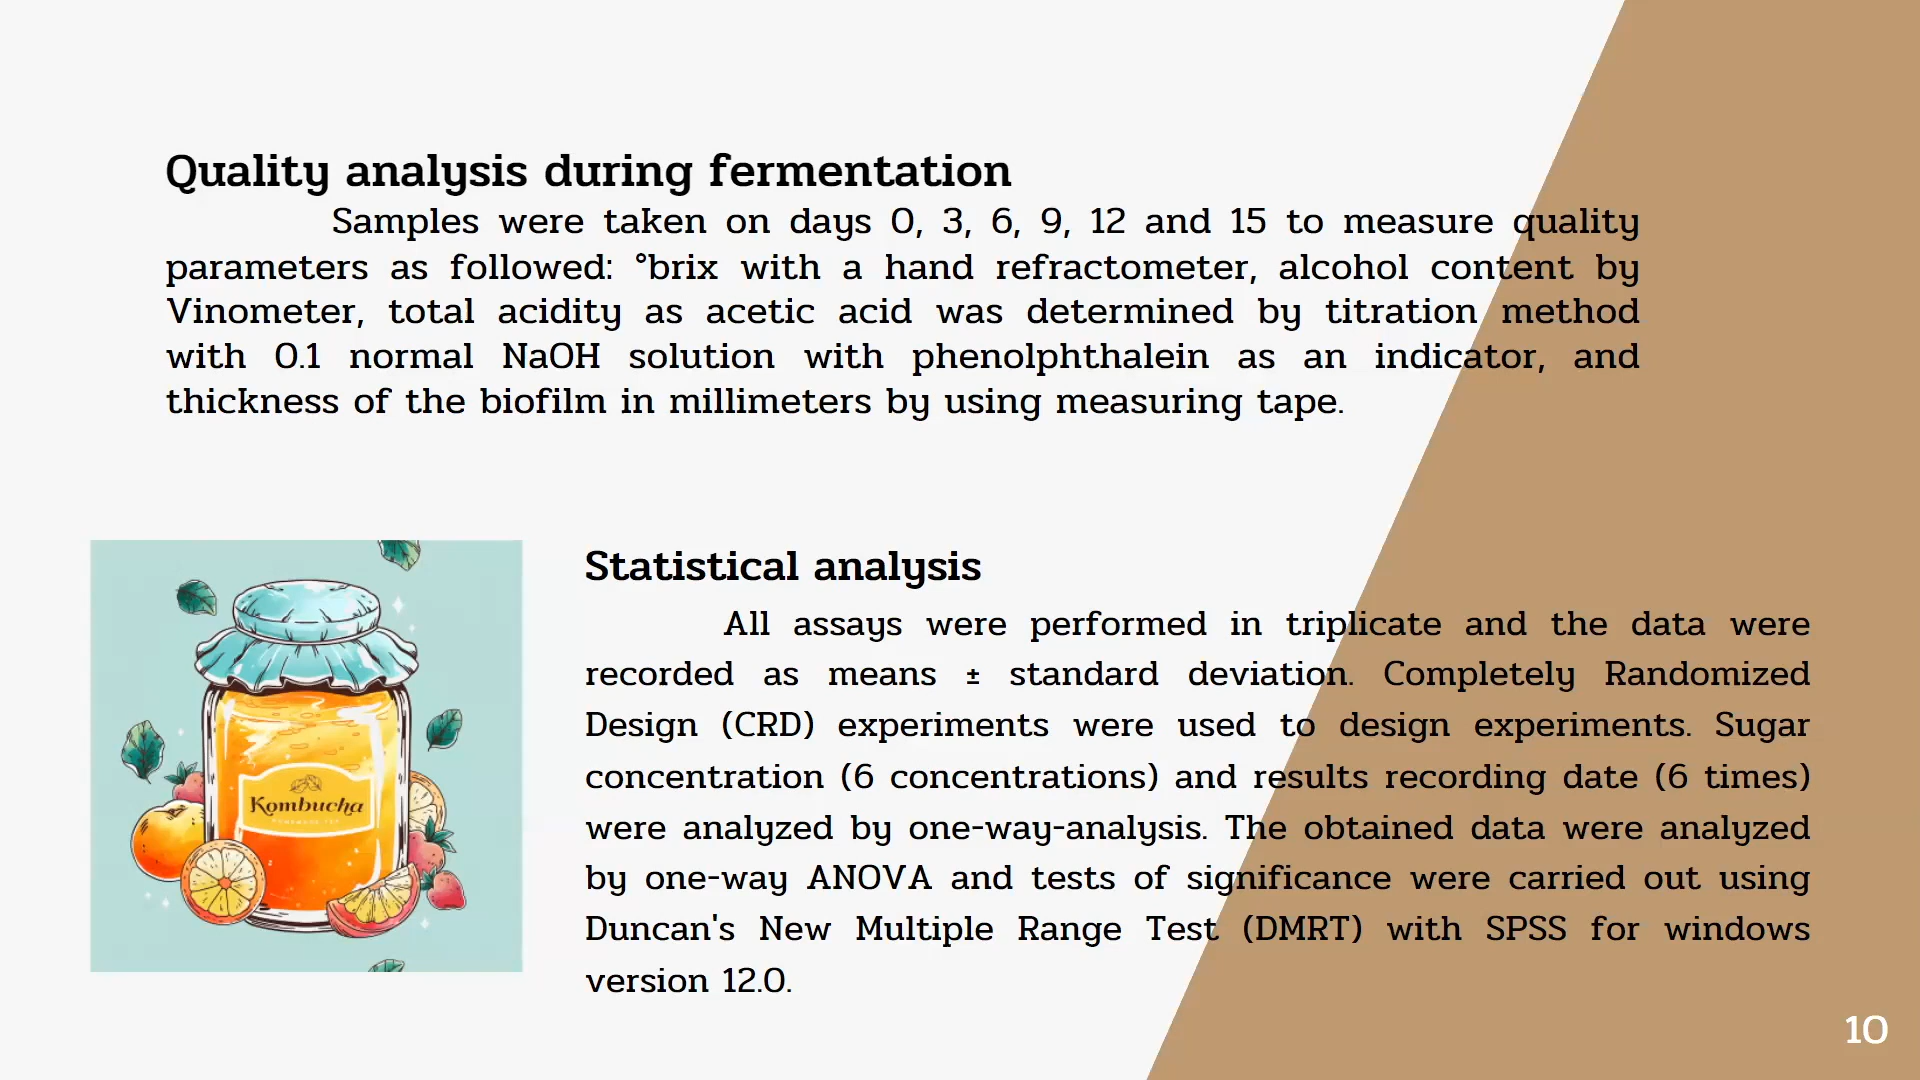 Quality analysis during fermentation
Samples were taken on days 0, 3, 6, 9, 12 and 15 to measure quality
parameters as followed: °brix with a hand refractometer, alcohol content by
Vinometer, total acidity as acetic acid was determined by titration method
with 0.1 normal NaOH solution with phenolphthalein as an indicator, and
thickness of the biofilm in millimeters by using measuring tape.
Kombucha
Statistical analysis
All assays were performed in triplicate and the data were
recorded as means ± standard deviation. Completely Randomized
Design (CRD) experiments were used to design experiments. Sugar
concentration (6 concentrations) and results recording date (6 times)
were analyzed by one-way-analysis. The obtained data were analyzed
by one-way ANOVA and tests of significance were carried out using
Duncan's New Multiple Range Test (DMRT) with SPSS for windows
version 12.0.
10